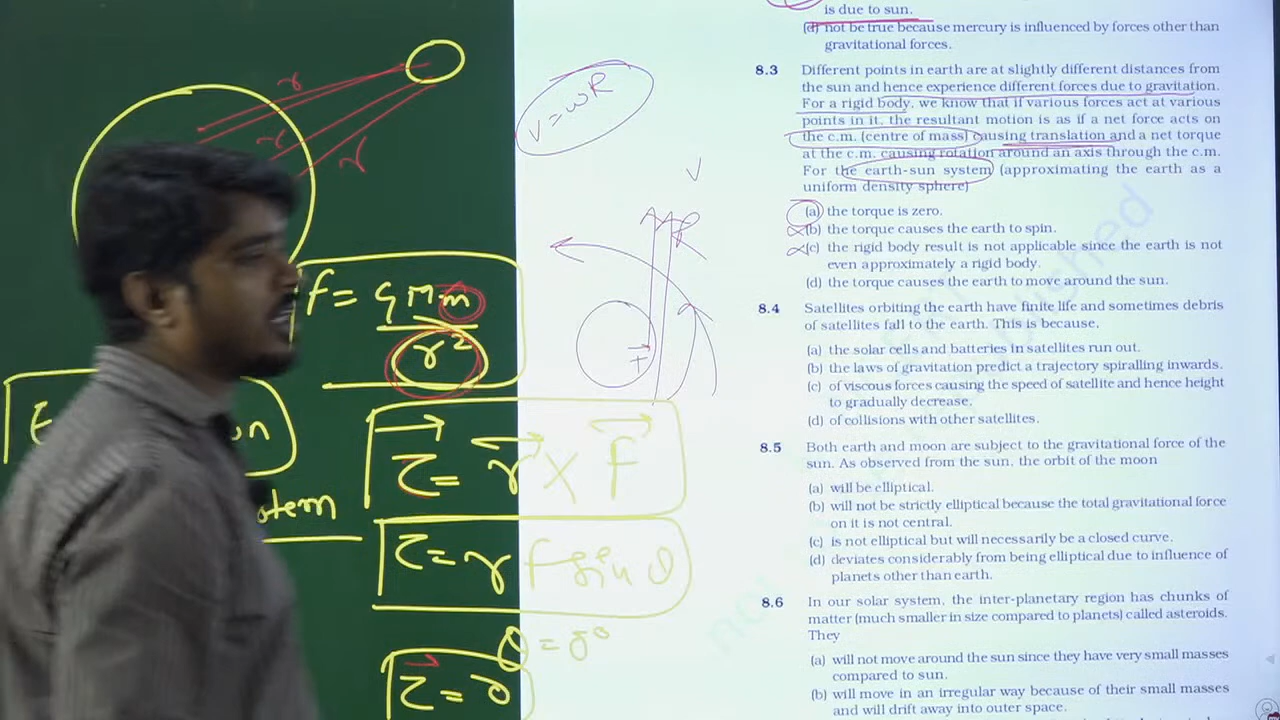 is due to sun.
(d) not be true because mercury is influenced by forces other than
gravitational forces.
8.3 Different points in earth are at slightly different distances from
the sun and hence experience different forces due to gravitation.
For a rigid body, we know that if various forces act at various
points in it, the resultant motion is as if a net force acts on
the c.m. (centre of mass) causing translation and a net torque
at the c.m. causing rotation around an axis through the c.m.
For the earth-sun system (approximating the earth as a
uniform density sphere)
(a) the torque is zero.
(b) the torque causes the earth to spin.
(c) the rigid body result is not applicable since the earth is not
even approximately a rigid body.
(d) the torque causes the earth to move around the sun.
8.4 Satellites orbiting the earth have finite life and sometimes debris
of satellites fall to the earth. This is because,
(a) the solar cells and batteries in satellites run out.
(b) the laws of gravitation predict a trajectory spiralling inwards.
(c) of viscous forces causing the speed of satellite and hence height
to gradually decrease.
(d) of collisions with other satellites.
8.5 Both earth and moon are subject to the gravitational force of the
sun. As observed from the sun, the orbit of the moon
(a) will be elliptical.
(b) will not be strictly elliptical because the total gravitational force
on it is not central.
(c) is not elliptical but will necessarily be a closed curve.
(d) deviates considerably from being elliptical due to influence of
planets other than earth.
8.6 In our solar system, the inter-planetary region has chunks of
matter (much smaller in size compared to planets) called asteroids.
They
(a) will not move around the sun since they have very small masses
compared to sun.
(b) will move in an irregular way because of their small masses
and will drift away into outer space.
r
r
r
V = ωR
V
R
F = GMm
r²
τ = r × F
τ = r F sin θ
θ = 0°
τ = 0